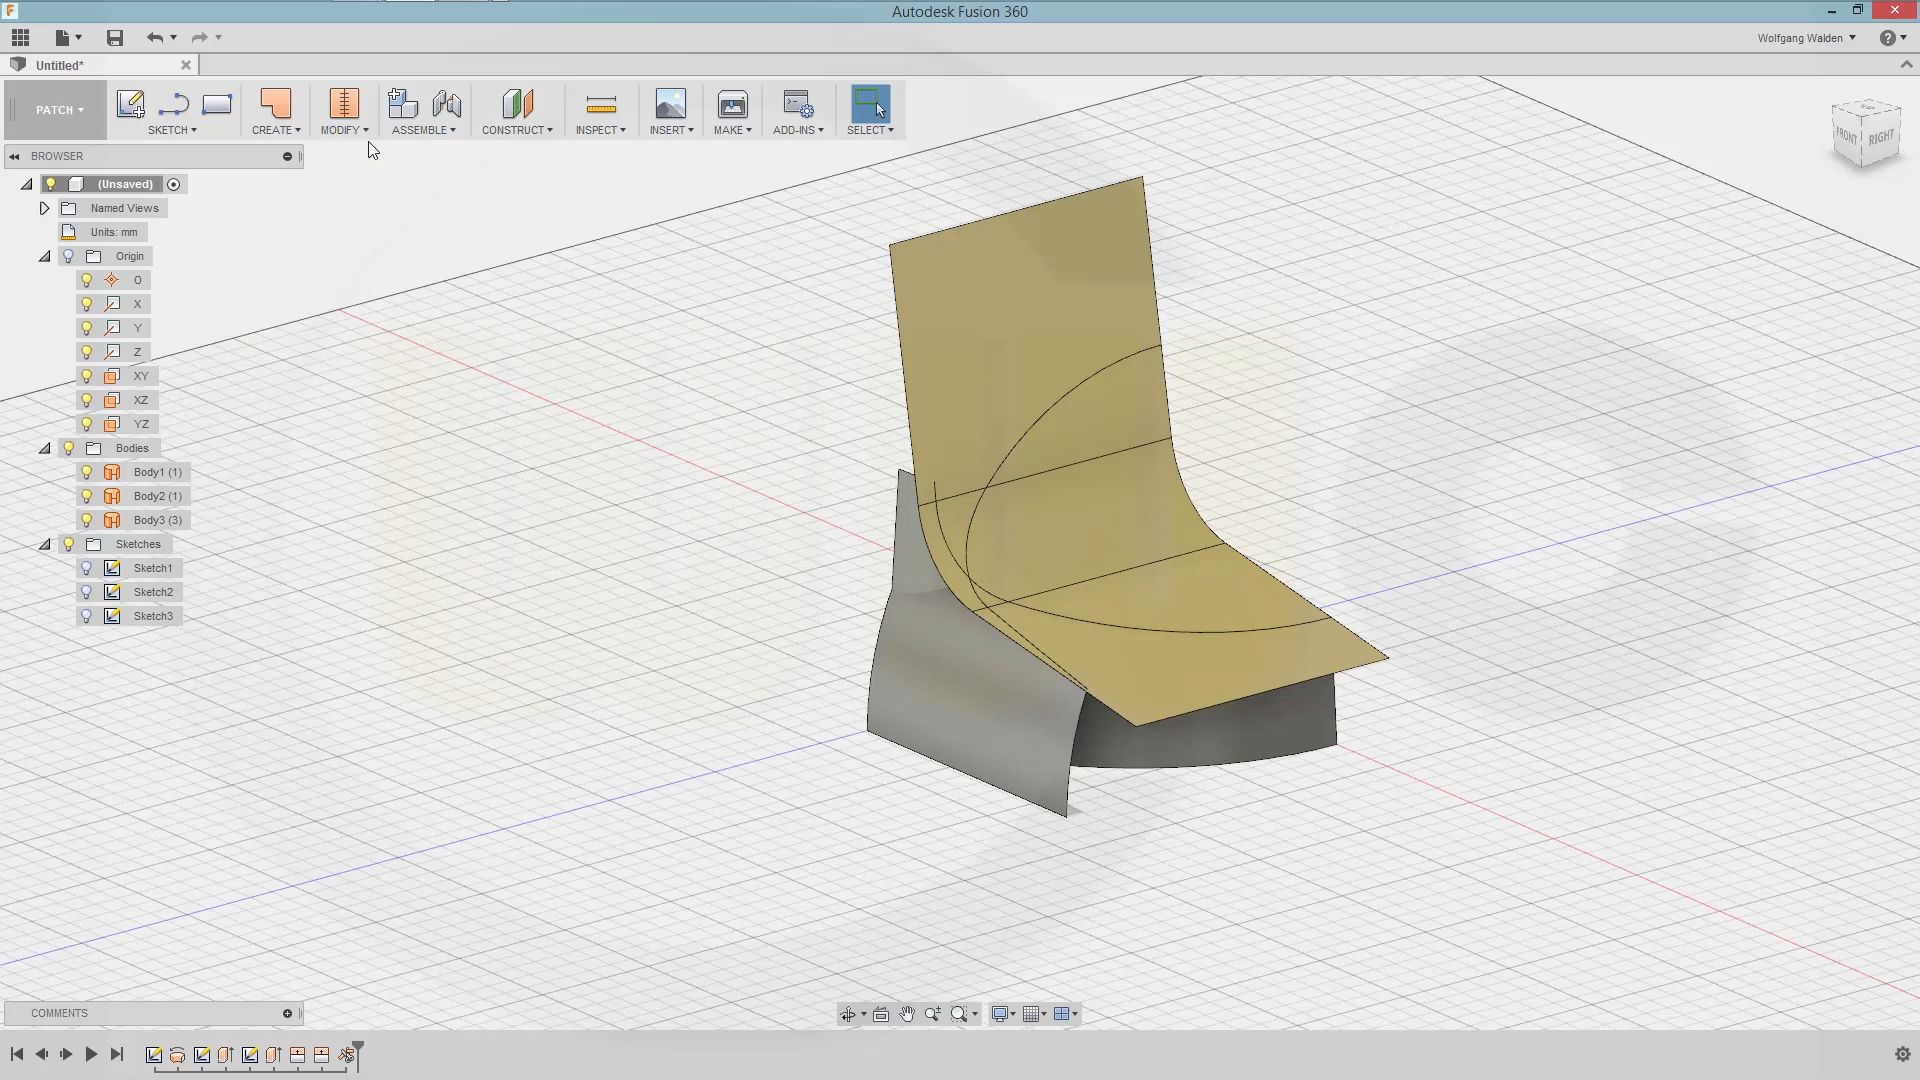 Autodesk Fusion 360
Wolfgang Walden
Untitled*
PATCH
SKETCH
CREATE
MODIFY
ASSEMBLE
CONSTRUCT
INSPECT
INSERT
MAKE
ADD-INS
SELECT
BROWSER
(Unsaved)
Named Views
Units: mm
Origin
O
X
Y
Z
XY
XZ
YZ
Bodies
Body1 (1)
Body2 (1)
Body3 (3)
Sketches
Sketch1
Sketch2
Sketch3
FRONT
RIGHT
COMMENTS